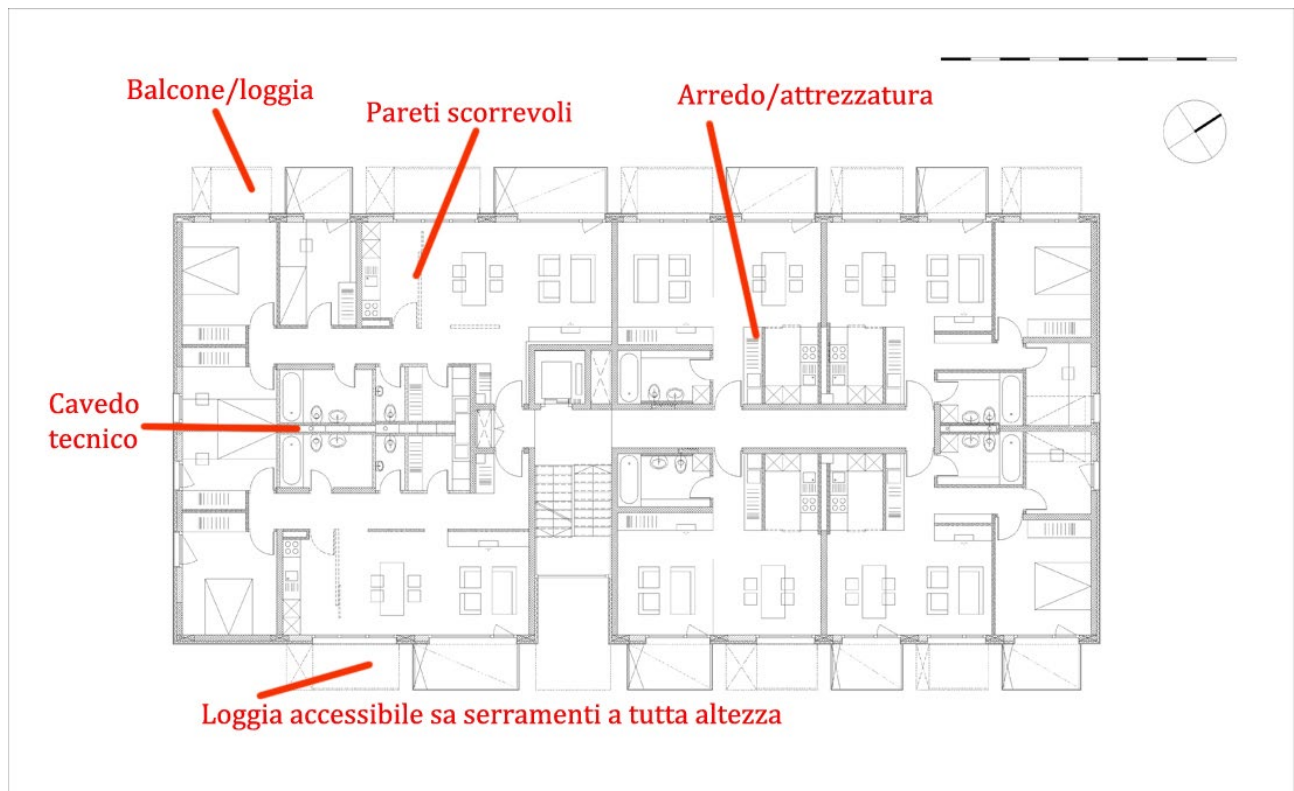 Balcone/loggia
Pareti scorrevoli
Arredo/attrezzatura
Cavedo
tecnico
Loggia accessibile sa serramenti a tutta altezza